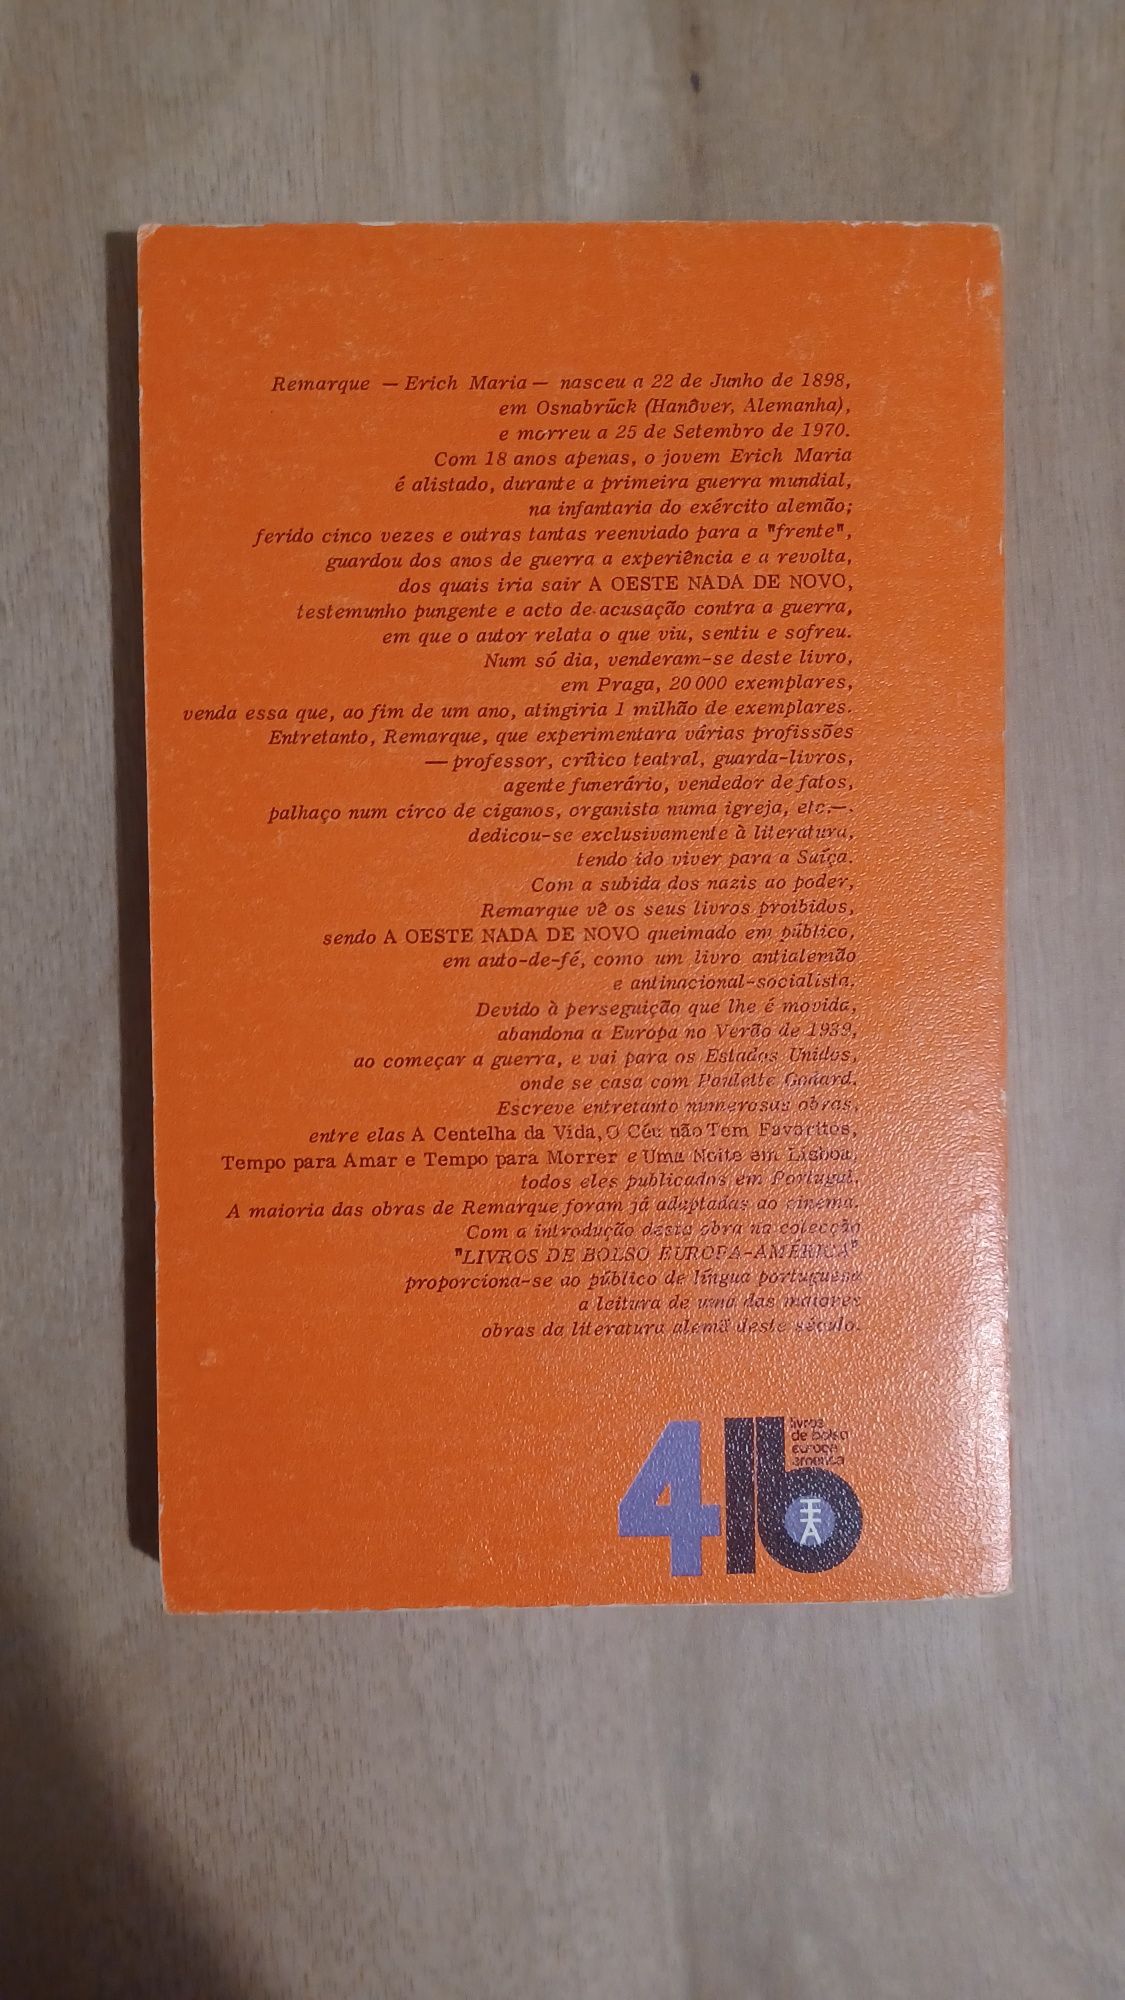 Remarque — Erich Maria — nasceu a 22 de Junho de 1898,
em Osnabrück (Hanôver, Alemanha),
e morreu a 25 de Setembro de 1970.
Com 18 anos apenas, o jovem Erich Maria
é alistado, durante a primeira guerra mundial,
na infantaria do exército alemão;
ferido cinco vezes e outras tantas reenviado para a "frente",
guardou dos anos de guerra a experiência e a revolta,
dos quais iria sair A OESTE NADA DE NOVO,
testemunho pungente e acto de acusação contra a guerra,
em que o autor relata o que viu, sentiu e sofreu.
Num só dia, venderam-se deste livro,
em Praga, 20 000 exemplares,
venda essa que, ao fim de um ano, atingiria 1 milhão de exemplares.
Entretanto, Remarque, que experimentara várias profissões
— professor, crítico teatral, guarda-livros,
agente funerário, vendedor de fatos,
palhaço num circo de ciganos, organista numa igreja, etc.—.
dedicou-se exclusivamente à literatura,
tendo ido viver para a Suíça.
Com a subida dos nazis ao poder,
Remarque vê os seus livros proibidos,
sendo A OESTE NADA DE NOVO queimado em público,
em auto-de-fé, como um livro antialemão
e antinacional-socialista.
Devido à perseguição que lhe é movida,
abandona a Europa no Verão de 1939,
ao começar a guerra, e vai para os Estados Unidos,
onde se casa com Paulette Godard.
Escreve entretanto numerosas obras,
entre elas A Centelha da Vida, O Céu não Tem Favoritos,
Tempo para Amar e Tempo para Morrer e Uma Noite em Lisboa,
todos eles publicados em Portugal.
A maioria das obras de Remarque foram já adaptadas ao cinema.
Com a introdução desta obra na colecção
"LIVROS DE BOLSO EUROPA-AMÉRICA"
proporciona-se ao público de língua portuguesa
a leitura de uma das maiores
obras da literatura alemã deste século.
4 lb
livros
de bolso
europa
américa
EA